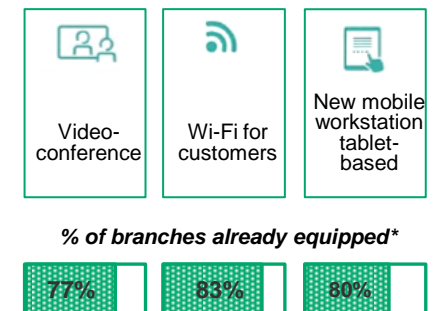 Video-
conference
Wi-Fi for
customers
New mobile
workstation
tablet-
based
% of branches already equipped*
77%
83%
80%